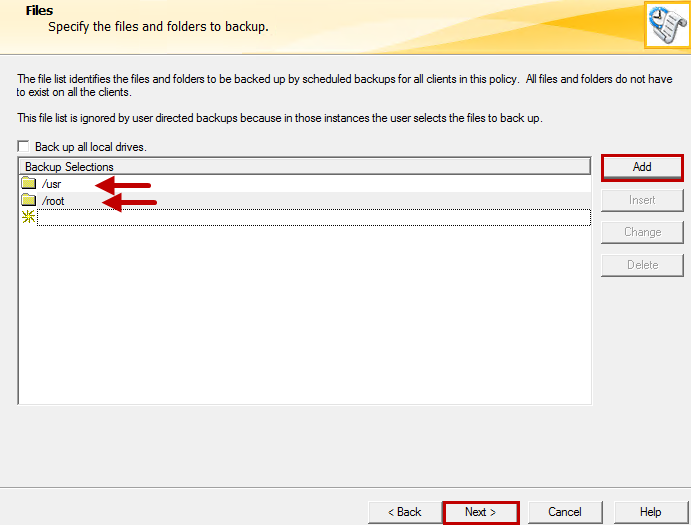 Files
Specify the files and folders to backup.
The file list identifies the files and folders to be backed up by scheduled backups for all clients in this policy. All files and folders do not have
to exist on all the clients.
This file list is ignored by user directed backups because in those instances the user selects the files to back up.
Back up all local drives.
Backup Selections
/usr
/root
Add
Insert
Change
Delete
< Back
Next >
Cancel
Help